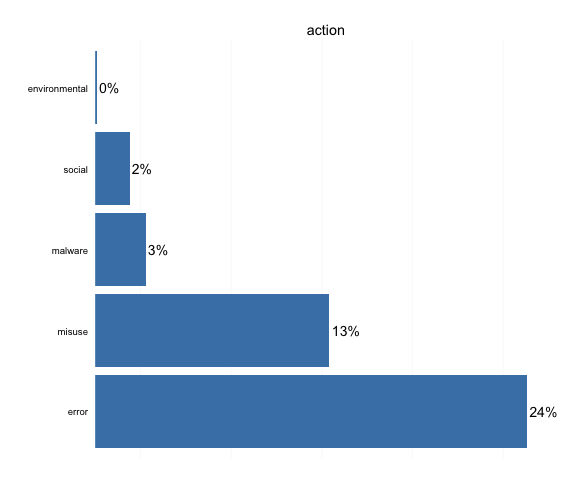 action
environmental 0%
social 2%
malware 3%
misuse 13%
error 24%